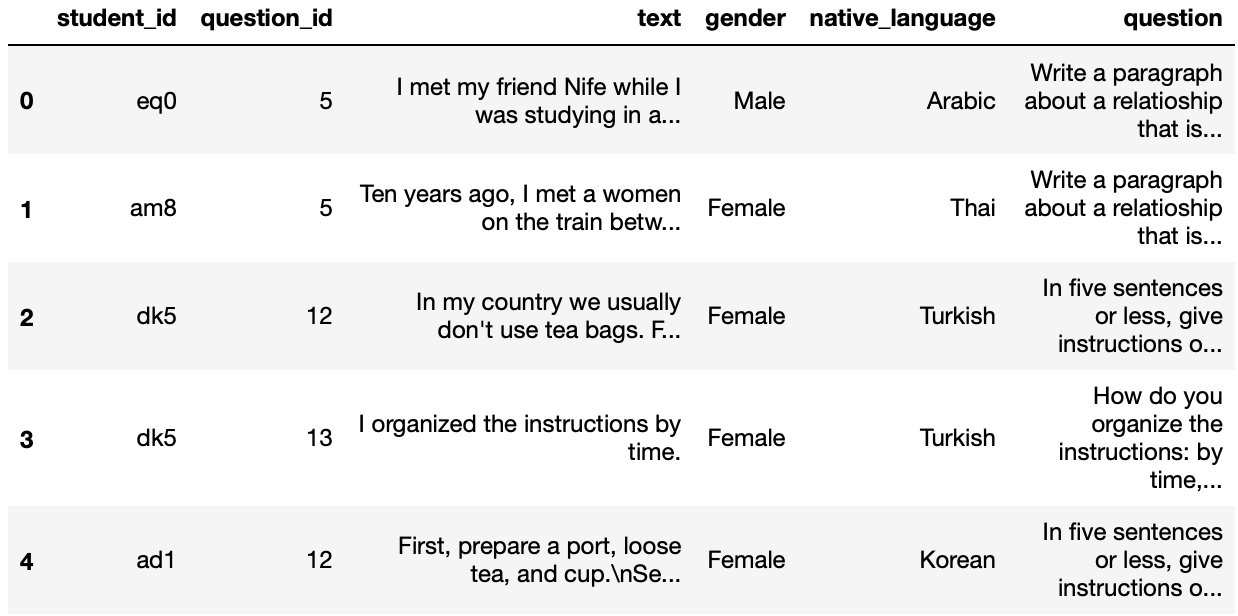 student_id question_id text gender native_language question
0 eq0 5 I met my friend Nife while I was studying in a... Male Arabic Write a paragraph about a relatioship that is...
1 am8 5 Ten years ago, I met a women on the train betw... Female Thai Write a paragraph about a relatioship that is...
2 dk5 12 In my country we usually don't use tea bags. F... Female Turkish In five sentences or less, give instructions o...
3 dk5 13 I organized the instructions by time. Female Turkish How do you organize the instructions: by time,...
4 ad1 12 First, prepare a port, loose tea, and cup.\nSe... Female Korean In five sentences or less, give instructions o...